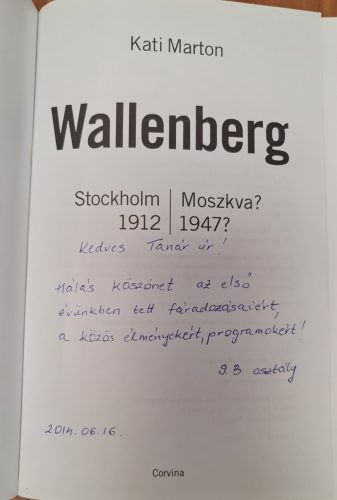 Kati Marton
Wallenberg
Stockholm | Moszkva?
1912 | 1947?
Kedves Tanár úr!
Hálás köszönet az első
évünkben tett fáradozásaiért,
a közös élményekért, programokért!
9.B osztály
2014.06.16.
Corvina